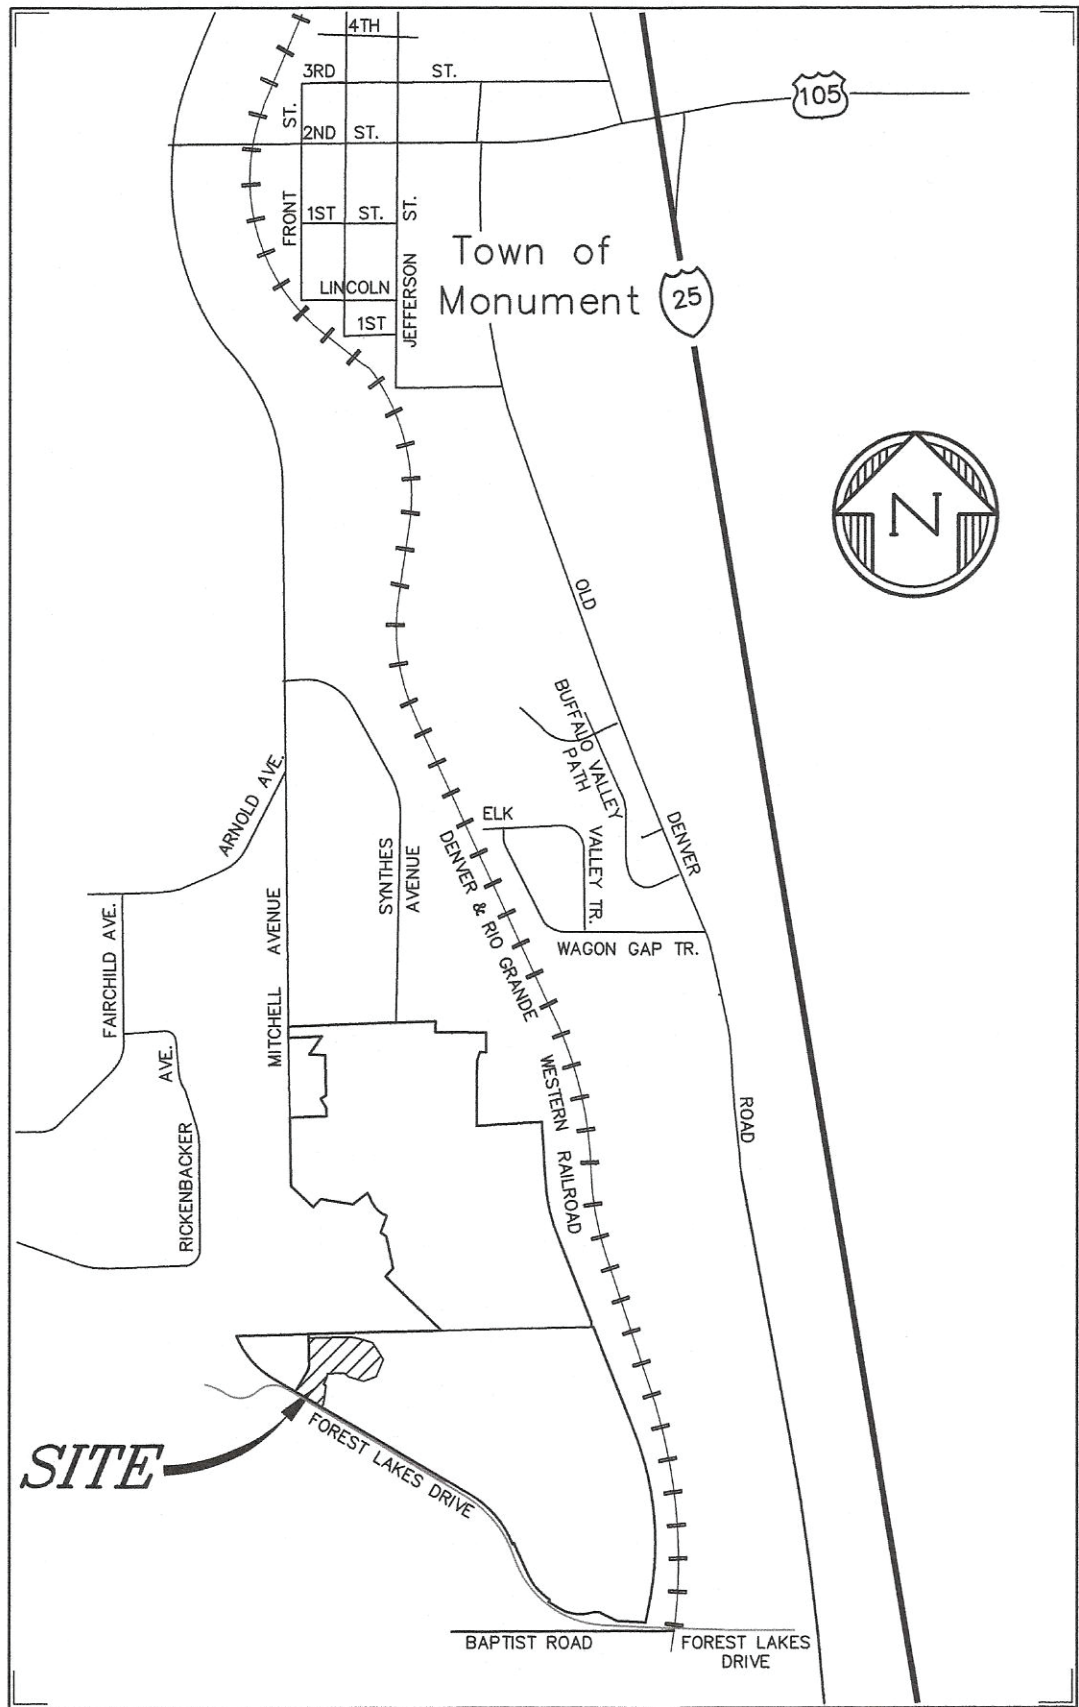 4TH
3RD ST.
105
ST.
2ND ST.
FRONT
1ST ST.
JEFFERSON ST.
Town of
Monument
25
LINCOLN
1ST
N
OLD
BUFFALO VALLEY
PATH
ARNOLD AVE.
ELK
VALLEY TR.
DENVER
SYNTHES
AVENUE
DENVER & RIO GRANDE
WAGON GAP TR.
MITCHELL AVENUE
FAIRCHILD AVE.
AVE.
WESTERN RAILROAD
ROAD
RICKENBACKER
SITE
FOREST LAKES DRIVE
BAPTIST ROAD
FOREST LAKES
DRIVE